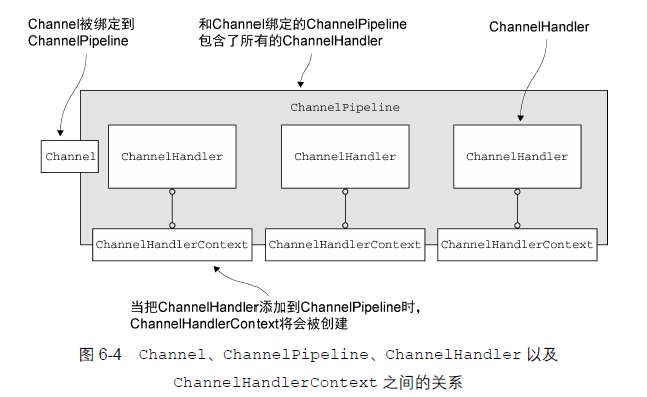 Channel被绑定到
ChannelPipeline
和Channel绑定的ChannelPipeline
包含了所有的ChannelHandler
ChannelHandler
ChannelPipeline
Channel
ChannelHandler
ChannelHandler
ChannelHandler
ChannelHandlerContext
ChannelHandlerContext
ChannelHandlerContext
当把ChannelHandler添加到ChannelPipeline时，
ChannelHandlerContext将会被创建
图 6-4 Channel、ChannelPipeline、ChannelHandler 以及
ChannelHandlerContext 之间的关系